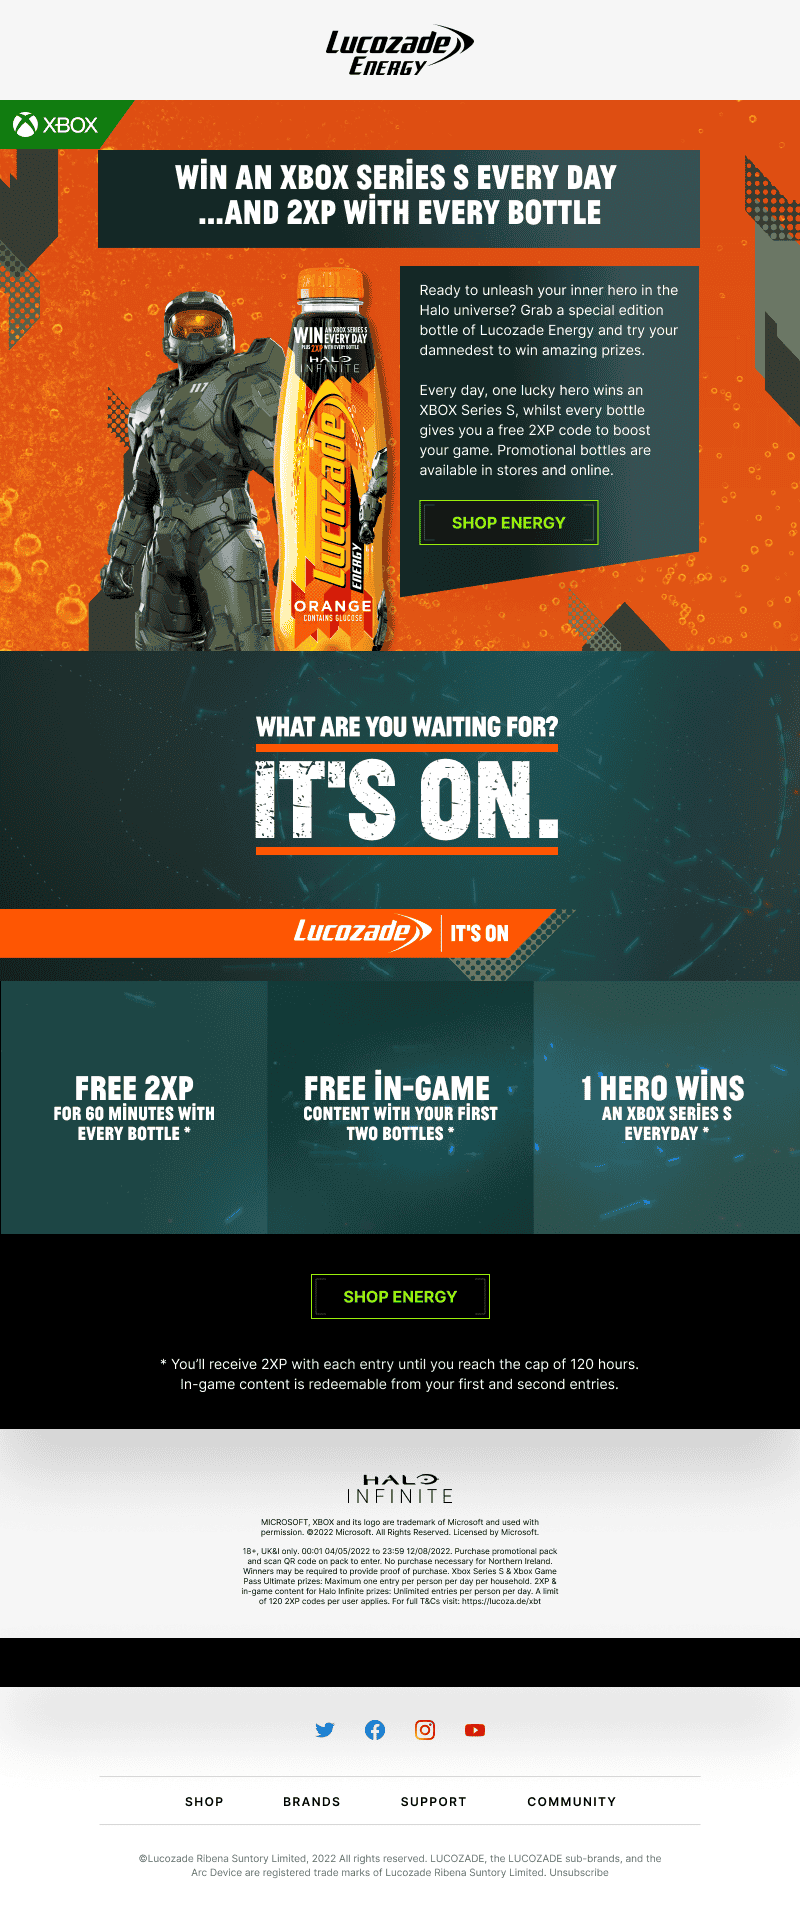 Lucozade
ENERGY
XBOX
WIN AN XBOX SERIES S EVERY DAY
...AND 2XP WITH EVERY BOTTLE
Ready to unleash your inner hero in the
Halo universe? Grab a special edition
bottle of Lucozade Energy and try your
damnedest to win amazing prizes.
Every day, one lucky hero wins an
XBOX Series S, whilst every bottle
gives you a free 2XP code to boost
your game. Promotional bottles are
available in stores and online.
SHOP ENERGY
117
WIN AN XBOX SERIES S
EVERY DAY
PLUS 2XP WITH EVERY BOTTLE
HALO
INFINITE
Lucozade
ENERGY
ORANGE
CONTAINS GLUCOSE
WHAT ARE YOU WAITING FOR?
IT'S ON.
Lucozade IT'S ON
FREE 2XP
FOR 60 MINUTES WITH
EVERY BOTTLE *
FREE IN-GAME
CONTENT WITH YOUR FIRST
TWO BOTTLES *
1 HERO WINS
AN XBOX SERIES S
EVERYDAY *
SHOP ENERGY
* You'll receive 2XP with each entry until you reach the cap of 120 hours.
In-game content is redeemable from your first and second entries.
HALO
INFINITE
MICROSOFT, XBOX and its logo are trademark of Microsoft and used with
permission. ©2022 Microsoft. All Rights Reserved. Licensed by Microsoft.
18+, UK&I only. 00:01 04/05/2022 to 23:59 12/08/2022. Purchase promotional pack
and scan QR code on pack to enter. No purchase necessary for Northern Ireland.
Winners may be required to provide proof of purchase. Xbox Series S & Xbox Game
Pass Ultimate prizes: Maximum one entry per person per day per household. 2XP &
in-game content for Halo Infinite prizes: Unlimited entries per person per day. A limit
of 120 2XP codes per user applies. For full T&Cs visit: https://lucoza.de/xbt
SHOP BRANDS SUPPORT COMMUNITY
©Lucozade Ribena Suntory Limited, 2022 All rights reserved. LUCOZADE, the LUCOZADE sub-brands, and the
Arc Device are registered trade marks of Lucozade Ribena Suntory Limited. Unsubscribe